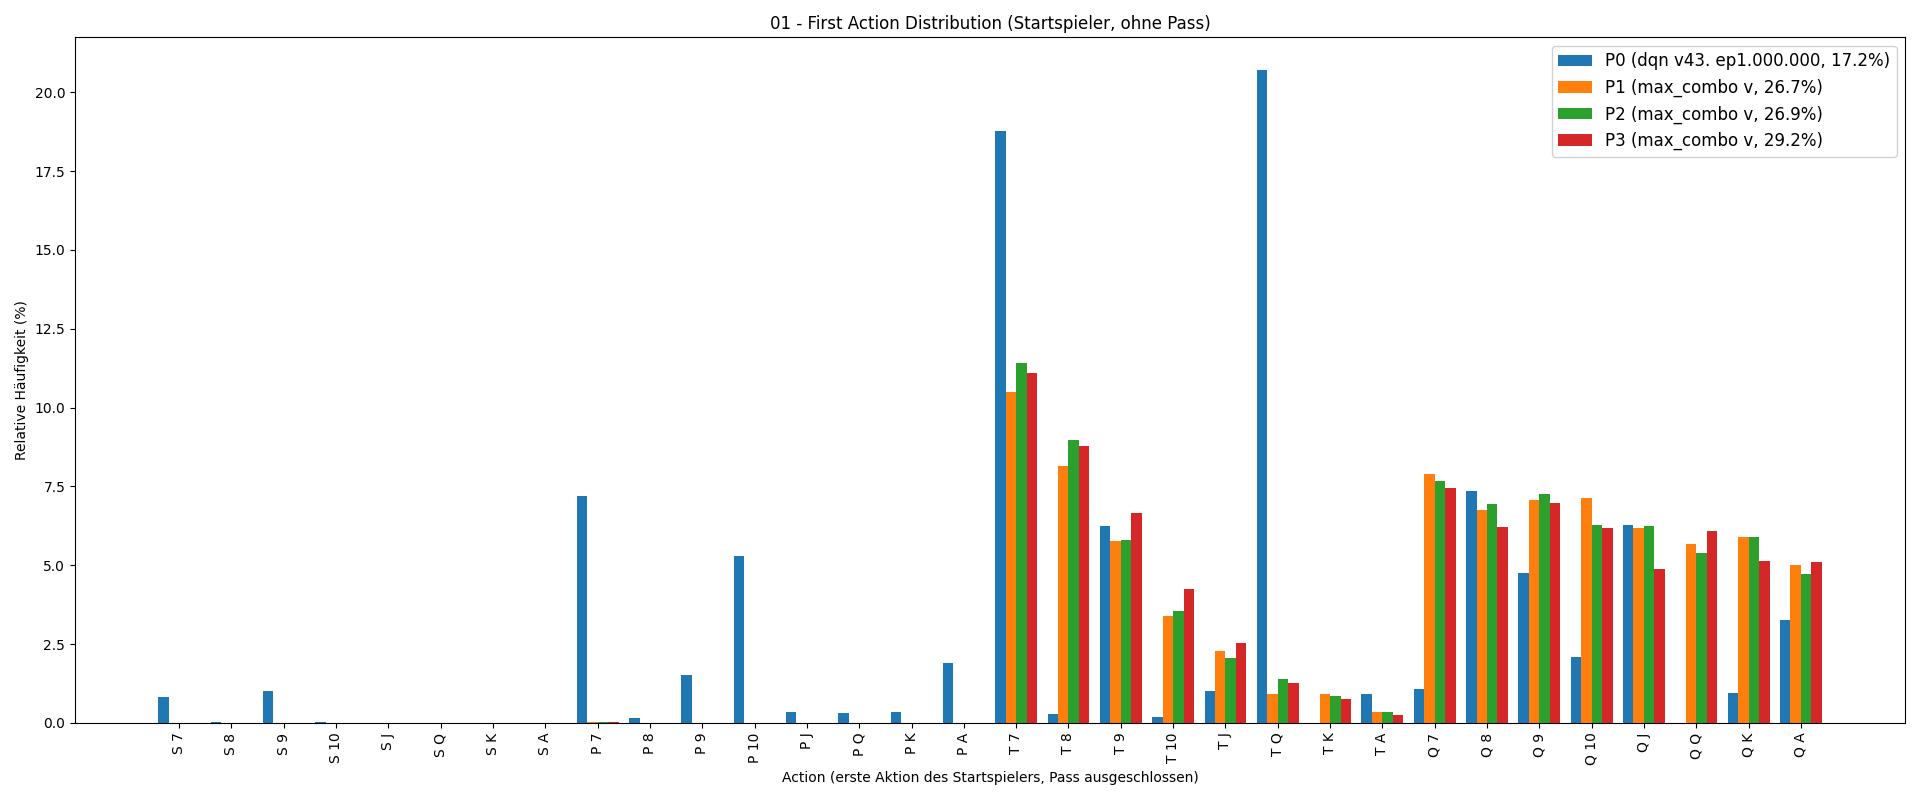 01 - First Action Distribution (Startspieler, ohne Pass)
P0 (dqn v43. ep1.000.000, 17.2%)
P1 (max_combo v, 26.7%)
P2 (max_combo v, 26.9%)
P3 (max_combo v, 29.2%)
Relative Häufigkeit (%)
20.0
17.5
15.0
12.5
10.0
7.5
5.0
2.5
0.0
S 7
S 8
S 9
S 10
S J
S Q
S K
S A
P 7
P 8
P 9
P 10
P J
P Q
P K
P A
T 7
T 8
T 9
T 10
T J
T Q
T K
T A
Q 7
Q 8
Q 9
Q 10
Q J
Q Q
Q K
Q A
Action (erste Aktion des Startspielers, Pass ausgeschlossen)